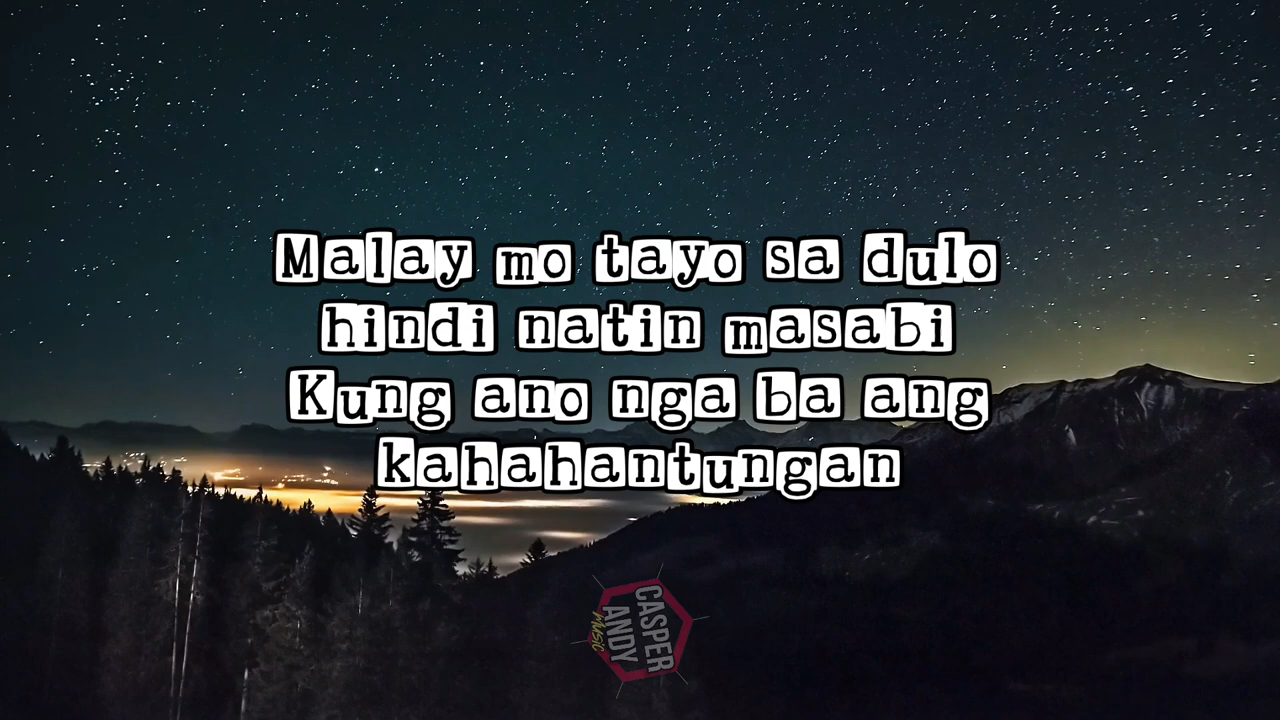 Malay mo tayo sa dulo
hindi natin masabi
Kung ano nga ba ang
kahahantungan
CASPER
ANDY
MUSIC